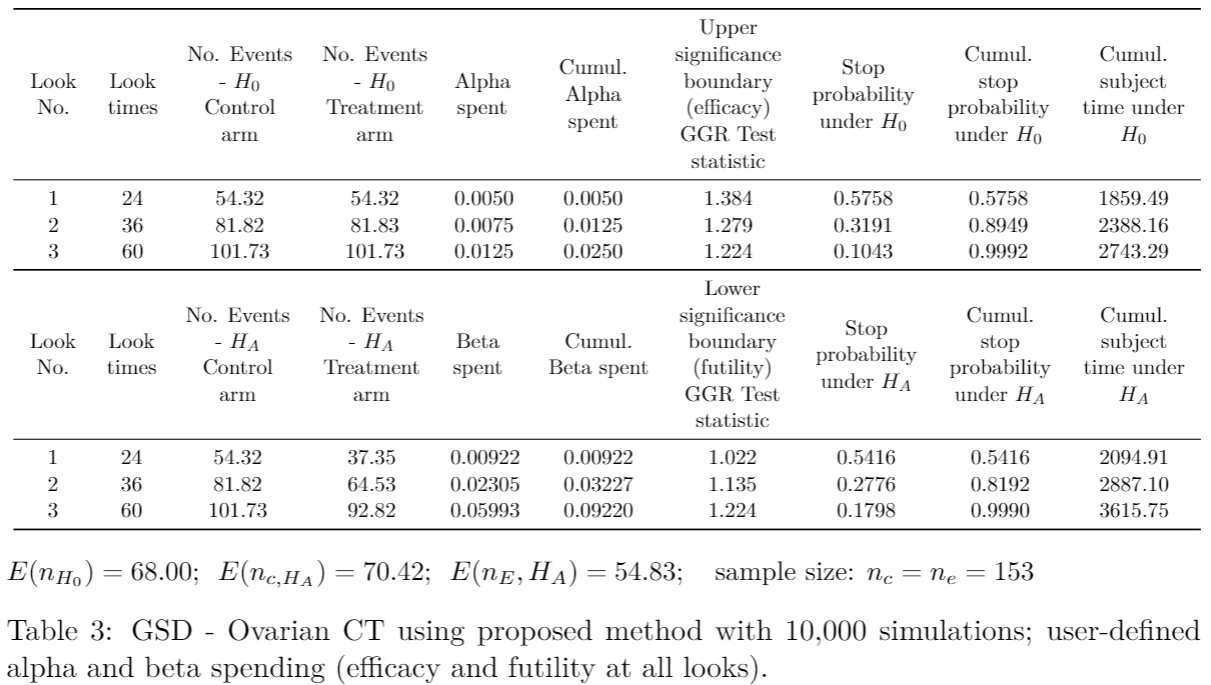 Look No. | Look times | No. Events - H₀ Control arm | No. Events - H₀ Treatment arm | Alpha spent | Cumul. Alpha spent | Upper significance boundary (efficacy) GGR Test statistic | Stop probability under H₀ | Cumul. stop probability under H₀ | Cumul. subject time under H₀
1 24 54.32 54.32 0.0050 0.0050 1.384 0.5758 0.5758 1859.49
2 36 81.82 81.83 0.0075 0.0125 1.279 0.3191 0.8949 2388.16
3 60 101.73 101.73 0.0125 0.0250 1.224 0.1043 0.9992 2743.29
Look No. | Look times | No. Events - H_A Control arm | No. Events - H_A Treatment arm | Beta spent | Cumul. Beta spent | Lower significance boundary (futility) GGR Test statistic | Stop probability under H_A | Cumul. stop probability under H_A | Cumul. subject time under H_A
1 24 54.32 37.35 0.00922 0.00922 1.022 0.5416 0.5416 2094.91
2 36 81.82 64.53 0.02305 0.03227 1.135 0.2776 0.8192 2887.10
3 60 101.73 92.82 0.05993 0.09220 1.224 0.1798 0.9990 3615.75
E(n_{H₀}) = 68.00; E(n_{c,H_A}) = 70.42; E(n_E, H_A) = 54.83; sample size: n_c = n_e = 153
Table 3: GSD - Ovarian CT using proposed method with 10,000 simulations; user-defined
alpha and beta spending (efficacy and futility at all looks).